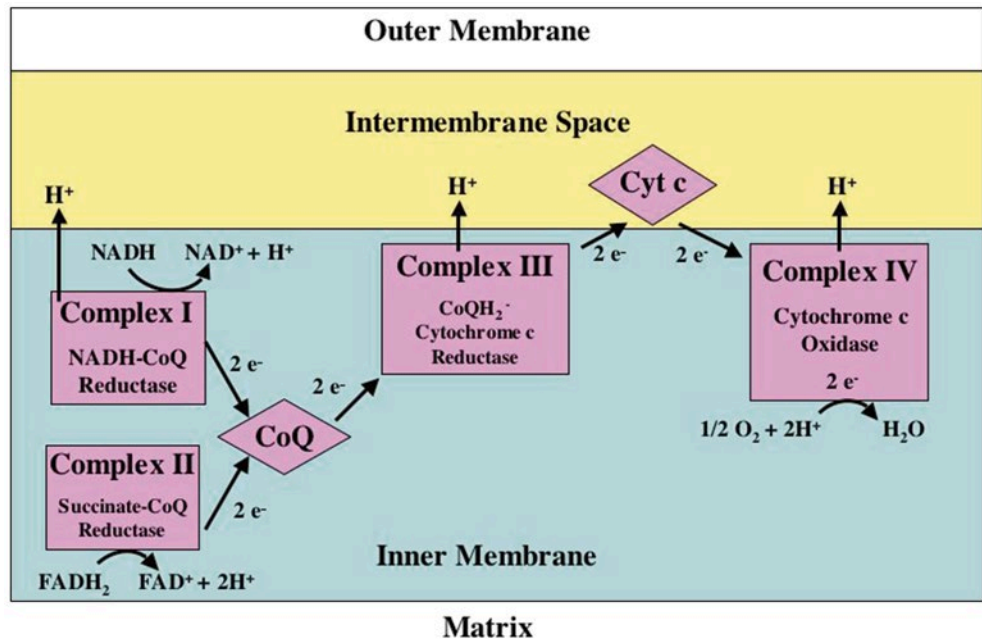 Outer Membrane
Intermembrane Space
Cyt c
H⁺
H⁺
H⁺
NADH
NAD⁺ + H⁺
2 e⁻
2 e⁻
Complex I
NADH-CoQ
Reductase
Complex III
CoQH₂⁻
Cytochrome c
Reductase
Complex IV
Cytochrome c
Oxidase
2 e⁻
2 e⁻
2 e⁻
CoQ
1/2 O₂ + 2H⁺
H₂O
Complex II
Succinate-CoQ
Reductase
2 e⁻
FADH₂
FAD⁺ + 2H⁺
Inner Membrane
Matrix